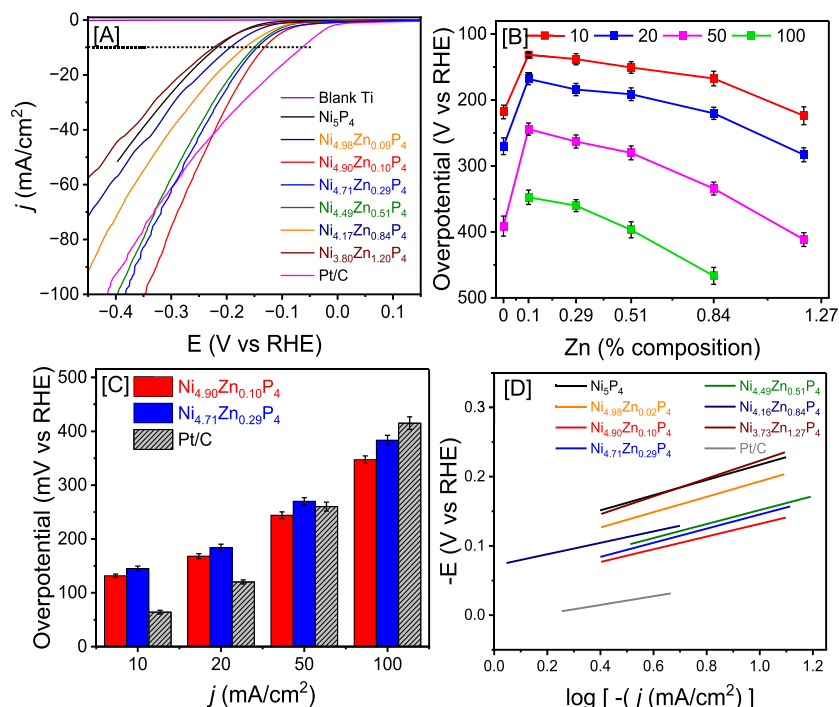 [A]
0
−20
−40
−60
−80
−100
j (mA/cm²)
Blank Ti
Ni₅P₄
Ni₄.₉₈Zn₀.₀₉P₄
Ni₄.₉₀Zn₀.₁₀P₄
Ni₄.₇₁Zn₀.₂₉P₄
Ni₄.₄₉Zn₀.₅₁P₄
Ni₄.₁₇Zn₀.₈₄P₄
Ni₃.₈₀Zn₁.₂₀P₄
Pt/C
−0.4 −0.3 −0.2 −0.1 0.0 0.1
E (V vs RHE)
[B]
10 20 50 100
100
200
300
400
500
Overpotential (V vs RHE)
0 0.1 0.29 0.51 0.84 1.27
Zn (% composition)
[C]
Ni₄.₉₀Zn₀.₁₀P₄
Ni₄.₇₁Zn₀.₂₉P₄
Pt/C
500
400
300
200
100
0
Overpotential (mV vs RHE)
10 20 50 100
j (mA/cm²)
[D]
Ni₅P₄
Ni₄.₉₈Zn₀.₀₂P₄
Ni₄.₉₀Zn₀.₁₀P₄
Ni₄.₇₁Zn₀.₂₉P₄
Ni₄.₄₉Zn₀.₅₁P₄
Ni₄.₁₆Zn₀.₈₄P₄
Ni₃.₇₃Zn₁.₂₇P₄
Pt/C
0.3
0.2
0.1
0.0
-E (V vs RHE)
0.0 0.2 0.4 0.6 0.8 1.0 1.2
log [ -( j (mA/cm²) ]